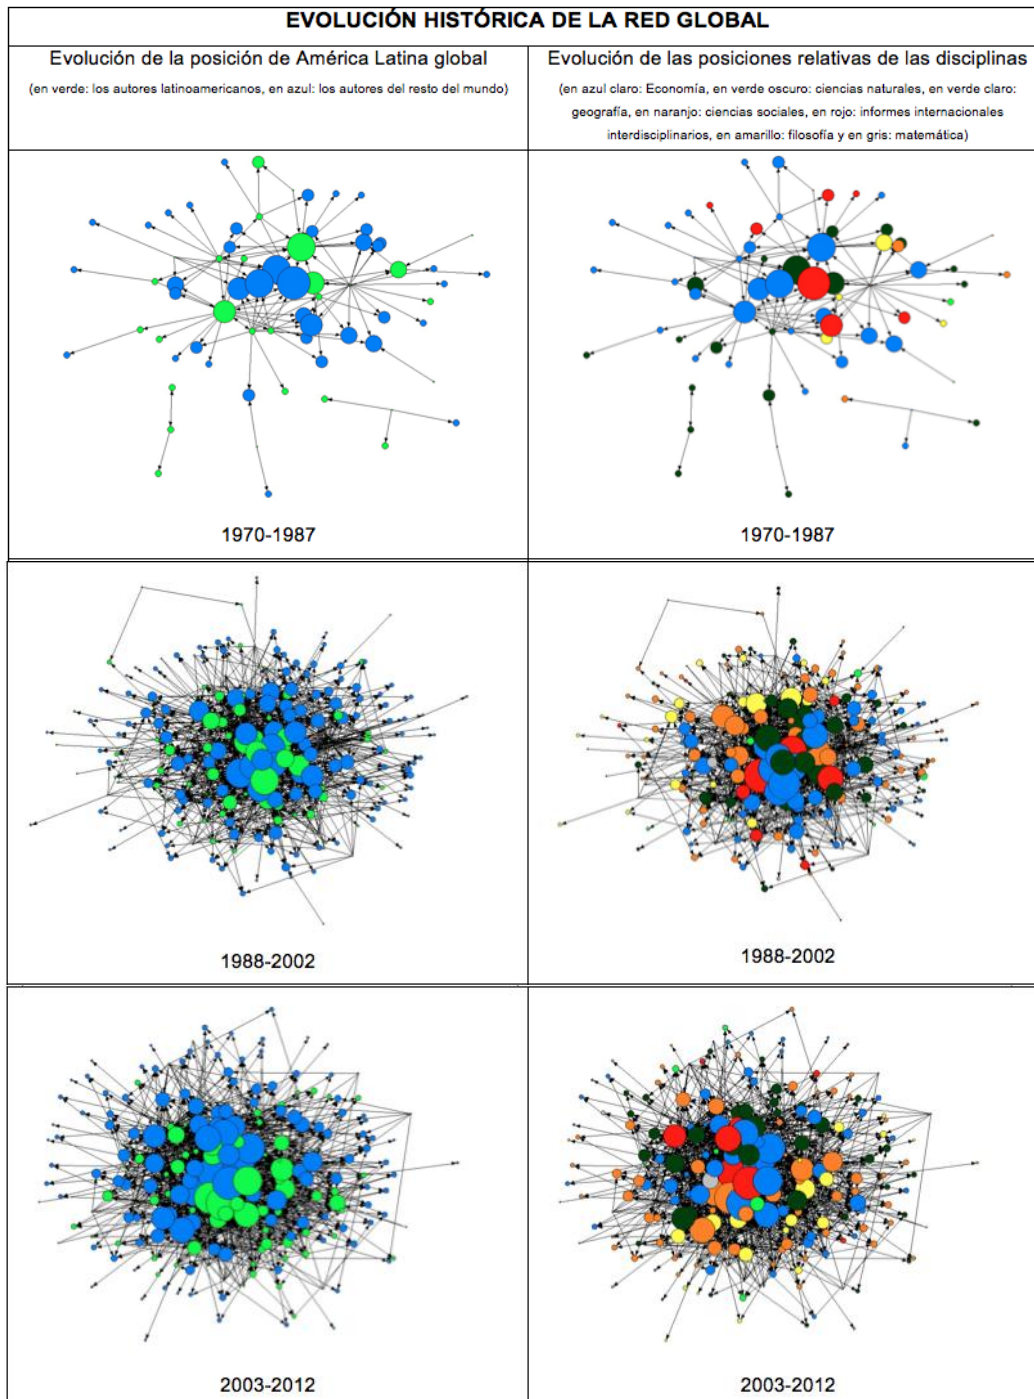 EVOLUCIÓN HISTÓRICA DE LA RED GLOBAL
Evolución de la posición de América Latina global
(en verde: los autores latinoamericanos, en azul: los autores del resto del mundo)
Evolución de las posiciones relativas de las disciplinas
(en azul claro: Economía, en verde oscuro: ciencias naturales, en verde claro:
geografía, en naranjo: ciencias sociales, en rojo: informes internacionales
interdisciplinarios, en amarillo: filosofía y en gris: matemática)
1970-1987
1970-1987
1988-2002
1988-2002
2003-2012
2003-2012